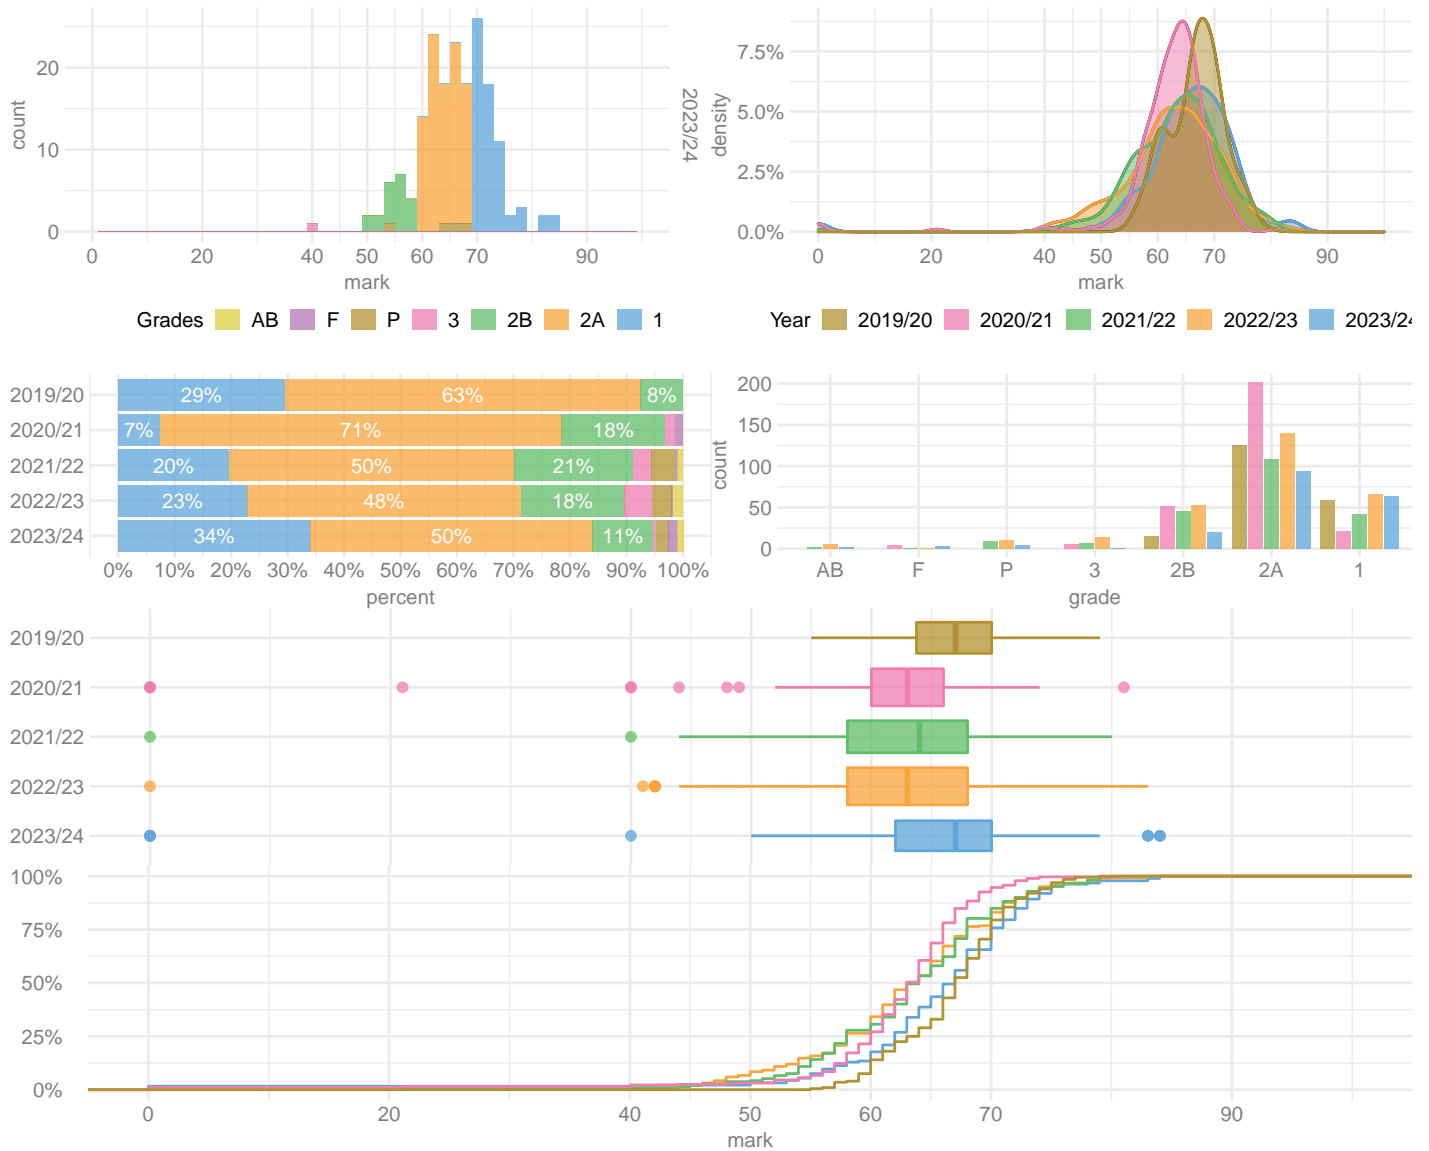 20
10
0
count
0 20 40 50 60 70 90
mark
2023/24
7.5%
5.0%
2.5%
0.0%
density
0 20 40 50 60 70 90
mark
Grades AB F P 3 2B 2A 1
Year 2019/20 2020/21 2021/22 2022/23 2023/24
2019/20 29% 63% 8%
2020/21 7% 71% 18%
2021/22 20% 50% 21%
2022/23 23% 48% 18%
2023/24 34% 50% 11%
0% 10% 20% 30% 40% 50% 60% 70% 80% 90% 100%
percent
200
150
100
50
0
count
AB F P 3 2B 2A 1
grade
2019/20
2020/21
2021/22
2022/23
2023/24
100%
75%
50%
25%
0%
0 20 40 50 60 70 90
mark